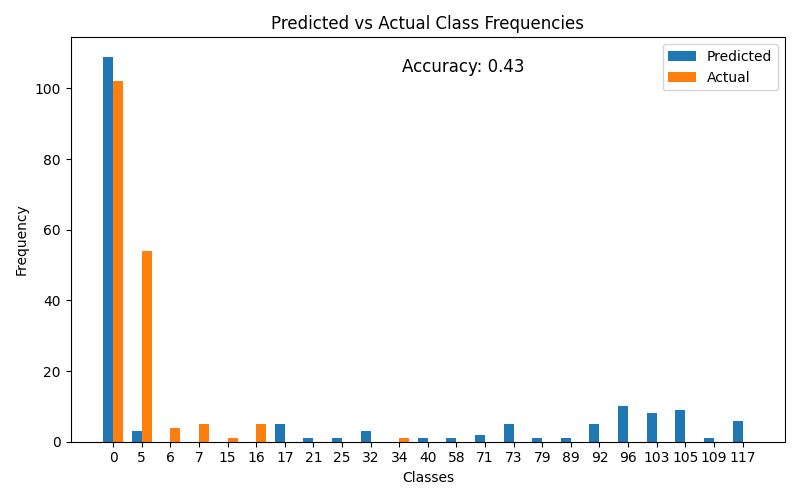 Predicted vs Actual Class Frequencies
Accuracy: 0.43
Predicted
Actual
Frequency
100
80
60
40
20
0
0 5 6 7 15 16 17 21 25 32 34 40 58 71 73 79 89 92 96 103 105 109 117
Classes